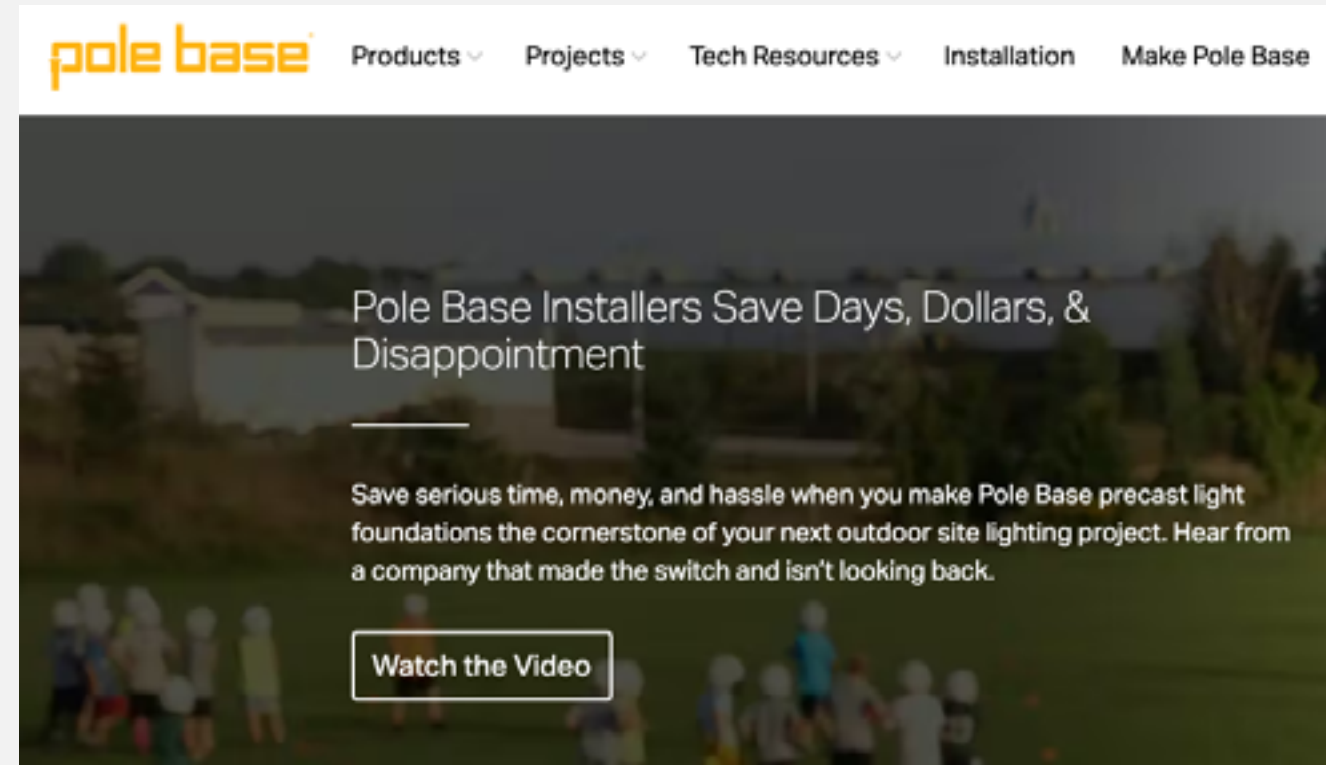 pole base Products Projects Tech Resources Installation Make Pole Base
Pole Base Installers Save Days, Dollars, &
Disappointment
Save serious time, money, and hassle when you make Pole Base precast light
foundations the cornerstone of your next outdoor site lighting project. Hear from
a company that made the switch and isn't looking back.
Watch the Video